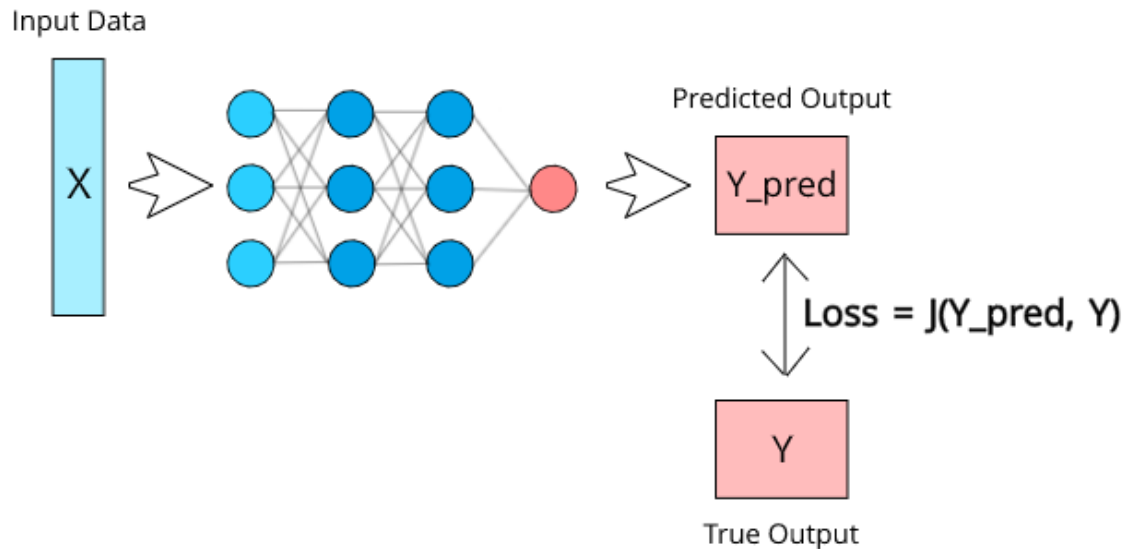 Input Data
X
Predicted Output
Y_pred
Loss = J(Y_pred, Y)
Y
True Output